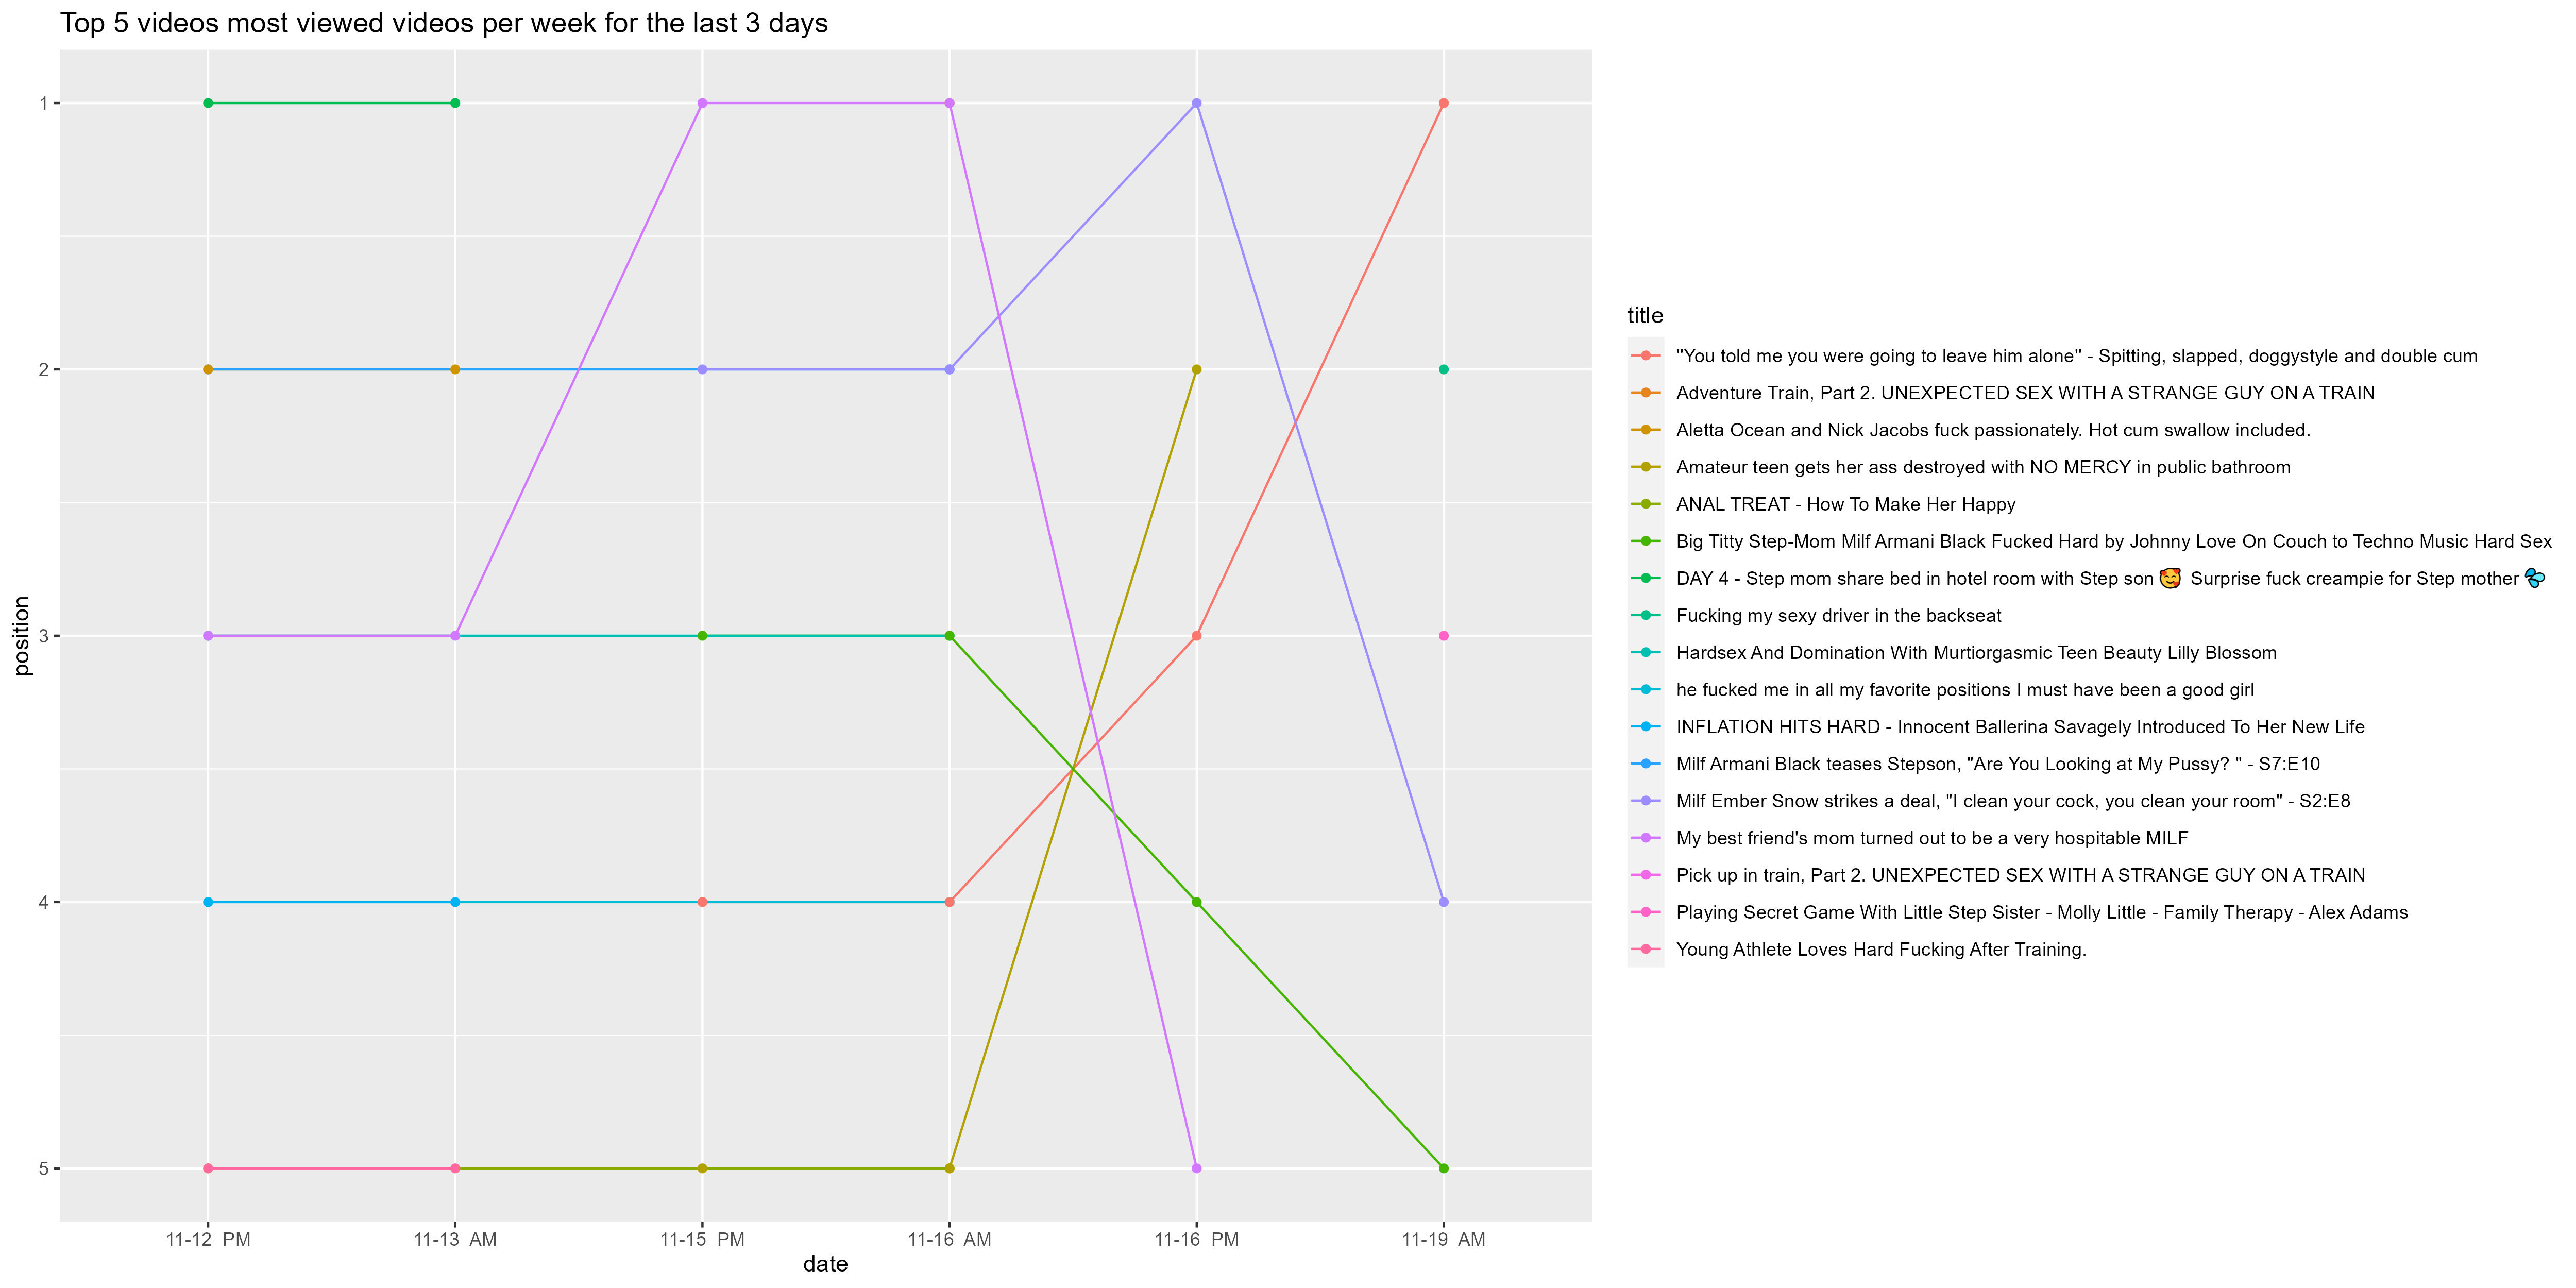 Top 5 videos most viewed videos per week for the last 3 days
position
1
2
3
4
5
11-12 PM
11-13 AM
11-15 PM
11-16 AM
11-16 PM
11-19 AM
date
title
"You told me you were going to leave him alone" - Spitting, slapped, doggystyle and double cum
Adventure Train, Part 2. UNEXPECTED SEX WITH A STRANGE GUY ON A TRAIN
Aletta Ocean and Nick Jacobs fuck passionately. Hot cum swallow included.
Amateur teen gets her ass destroyed with NO MERCY in public bathroom
ANAL TREAT - How To Make Her Happy
Big Titty Step-Mom Milf Armani Black Fucked Hard by Johnny Love On Couch to Techno Music Hard Sex
DAY 4 - Step mom share bed in hotel room with Step son 🥰 Surprise fuck creampie for Step mother 💦
Fucking my sexy driver in the backseat
Hardsex And Domination With Murtiorgasmic Teen Beauty Lilly Blossom
he fucked me in all my favorite positions I must have been a good girl
INFLATION HITS HARD - Innocent Ballerina Savagely Introduced To Her New Life
Milf Armani Black teases Stepson, "Are You Looking at My Pussy? " - S7:E10
Milf Ember Snow strikes a deal, "I clean your cock, you clean your room" - S2:E8
My best friend's mom turned out to be a very hospitable MILF
Pick up in train, Part 2. UNEXPECTED SEX WITH A STRANGE GUY ON A TRAIN
Playing Secret Game With Little Step Sister - Molly Little - Family Therapy - Alex Adams
Young Athlete Loves Hard Fucking After Training.